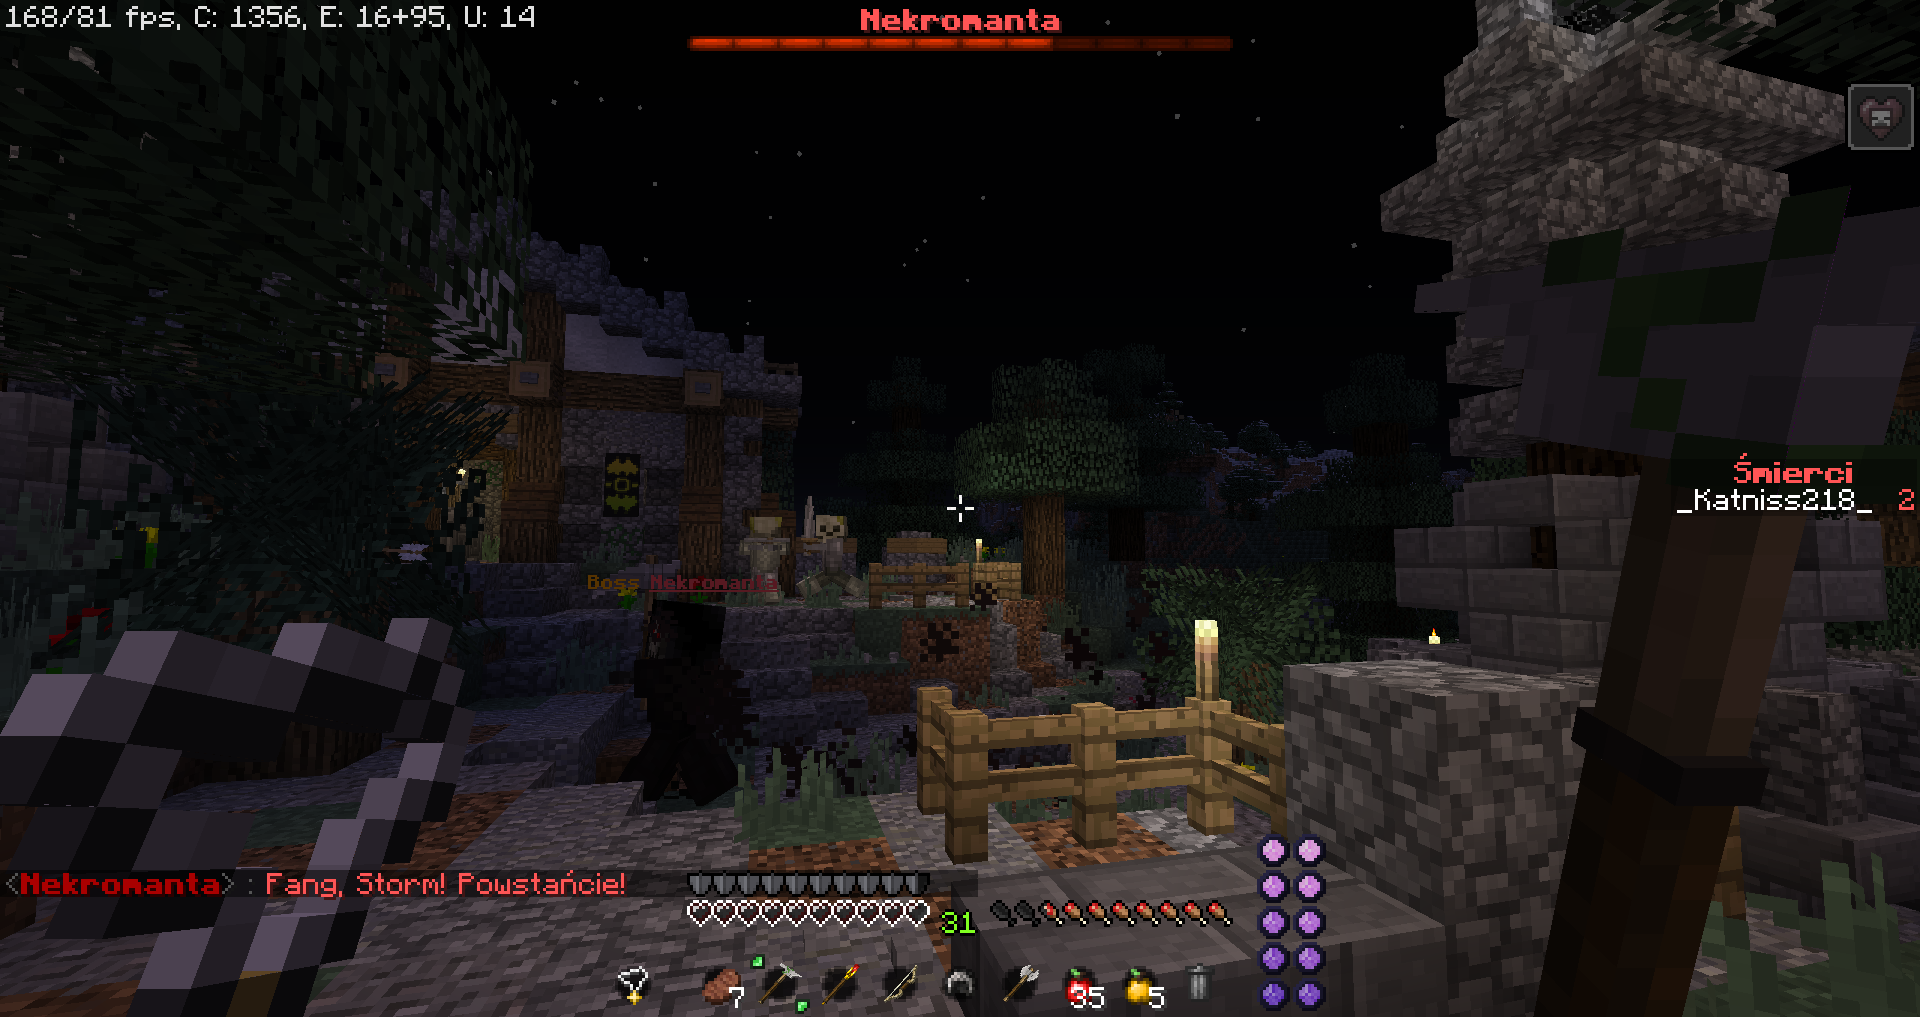 168/81 fps, C: 1356, E: 16+95, U: 14
Nekromanta
Śmierci
_Katniss218_ 2
Boss Nekromanta
<Nekromanta> : Fang, Storm! Powstańcie!
31
7
35
5